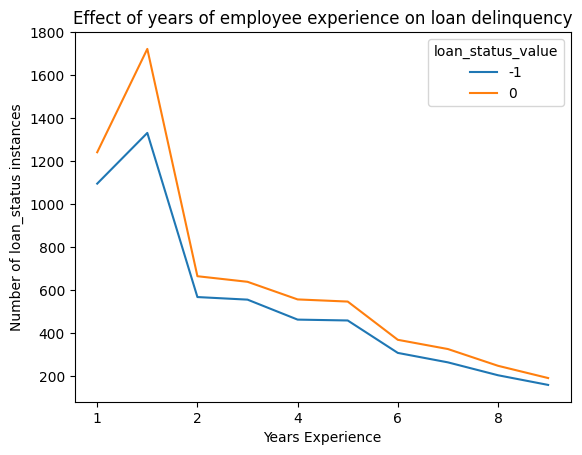 Effect of years of employee experience on loan delinquency
1800
1600
1400
1200
1000
800
600
400
200
Number of loan_status instances
loan_status_value
-1
0
1 2 4 6 8
Years Experience